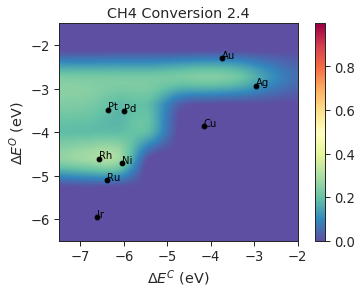 CH4 Conversion 2.4
ΔE^O (eV)
−2
−3
−4
−5
−6
Au
Ag
Pt
Pd
Cu
Rh
Ni
Ru
Ir
−7
−6
−5
−4
−3
−2
ΔE^C (eV)
0.8
0.6
0.4
0.2
0.0